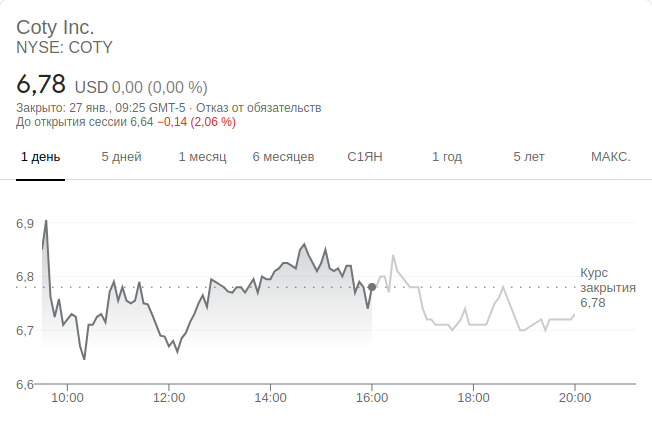 Coty Inc.
NYSE: COTY
6,78 USD 0,00 (0,00 %)
Закрыто: 27 янв., 09:25 GMT-5 · Отказ от обязательств
До открытия сессии 6,64 −0,14 (2,06 %)
1 день 5 дней 1 месяц 6 месяцев С1ЯН 1 год 5 лет МАКС.
6,9
6,8
6,7
6,6
Курс
закрытия
6,78
10:00 12:00 14:00 16:00 18:00 20:00